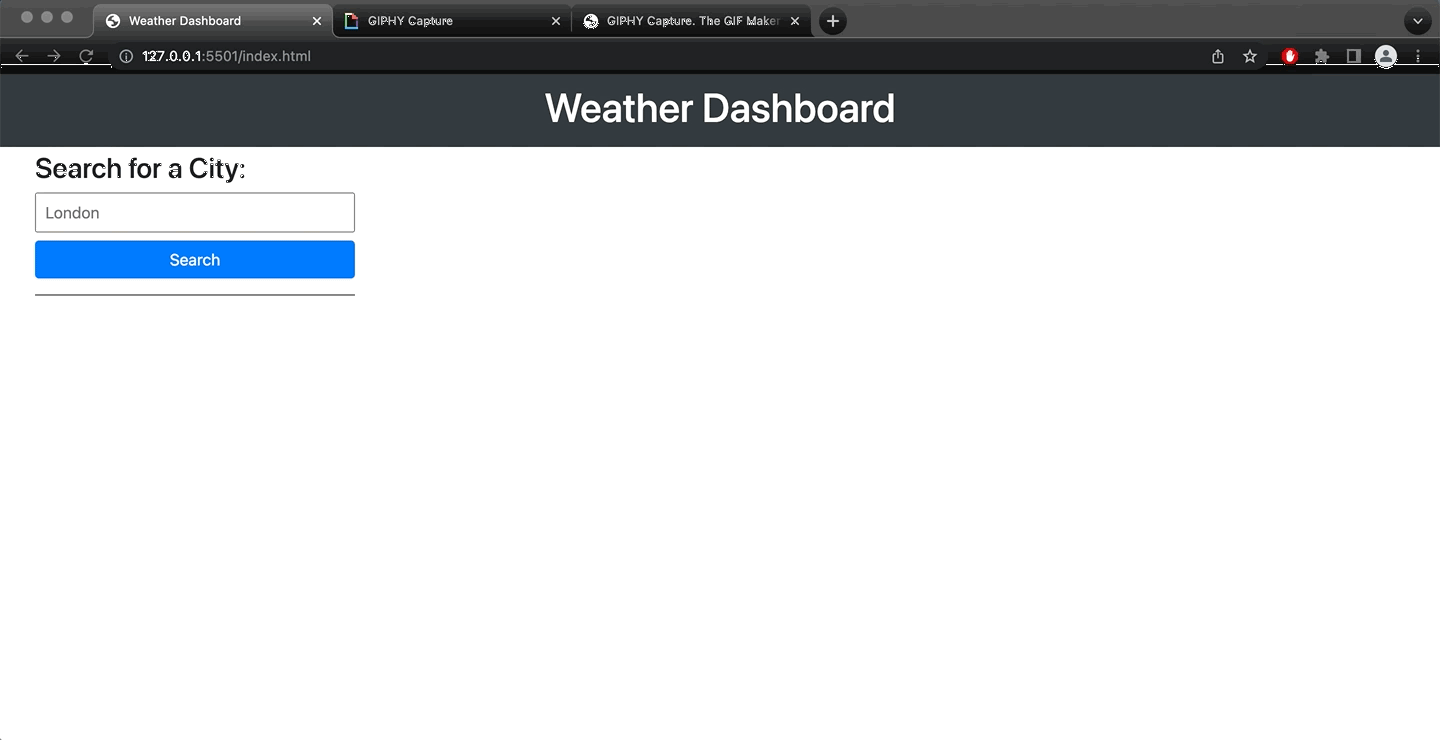 Weather Dashboard
GIPHY Capture
GIPHY Capture. The GIF Maker
127.0.0.1:5501/index.html
Weather Dashboard
Search for a City:
London
Search